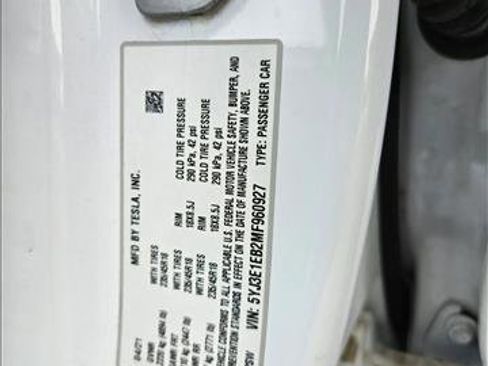 MFD BY TESLA, INC.
04/21
GVWR
WITH TIRES
RIM
COLD TIRE PRESSURE
235/45R18
18X8.5J
290 kPa, 42 psi
WITH TIRES
RIM
COLD TIRE PRESSURE
235/45R18
18X8.5J
290 kPa, 42 psi
VEHICLE CONFORMS TO ALL APPLICABLE U.S. FEDERAL MOTOR VEHICLE SAFETY, BUMPER, AND
PREVENTION STANDARDS IN EFFECT ON THE DATE OF MANUFACTURE SHOWN ABOVE.
VIN: 5YJ3E1EB2MF960927
TYPE: PASSENGER CAR